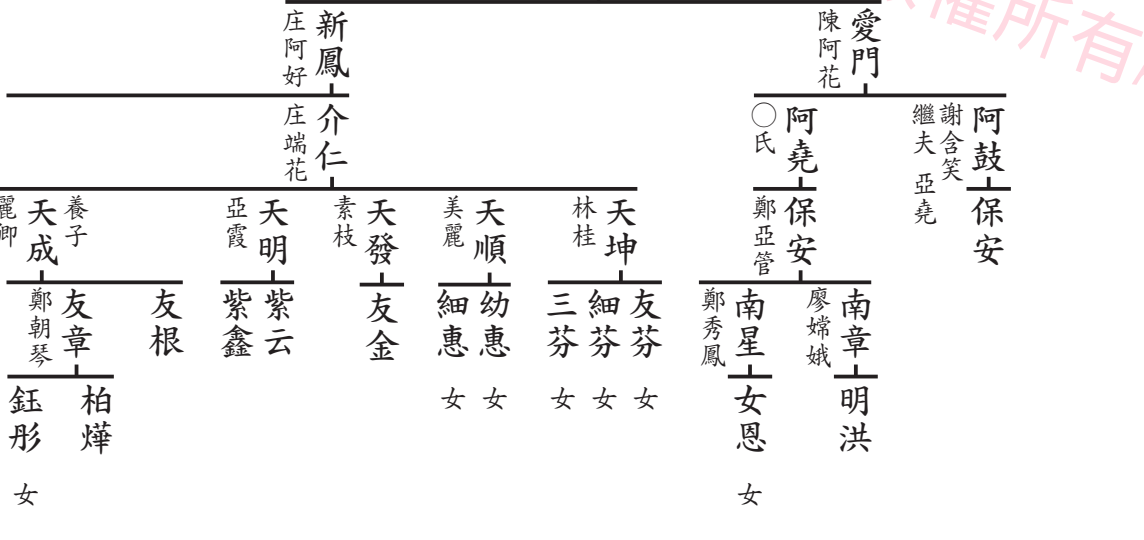 權所有
愛門
陳阿花
新鳳
庄阿好
阿鼓
謝含笑
繼夫 亞堯
阿堯
○氏
介仁
庄端花
保安
保安
鄭亞管
天坤
林桂
天順
美麗
天發
素枝
天明
亞霞
養子
天成
南章
廖嫦娥
南星
鄭秀鳳
友芬 女
細芬 女
三芬 女
幼惠 女
細惠 女
友金
紫云
紫鑫
友根
友章
鄭朝琴
明洪
女恩 女
柏燁
鈺彤 女